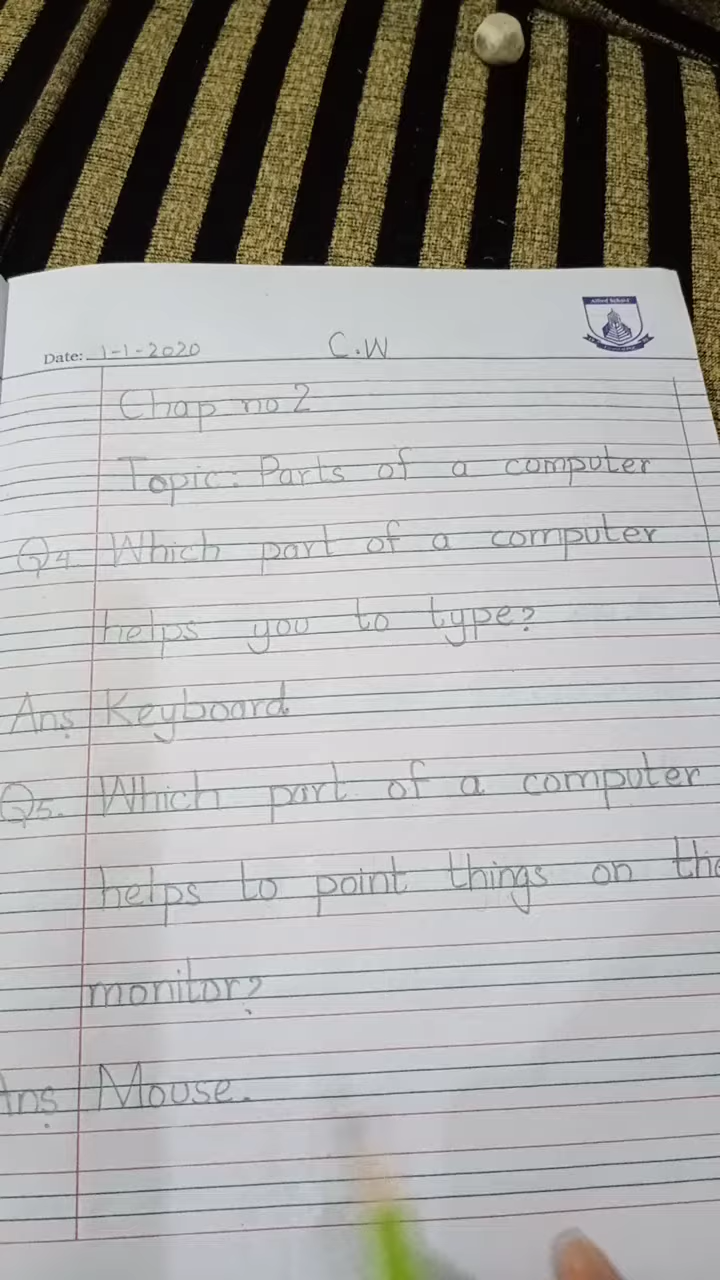 Date: 1-1-2020 C.W
Chap no 2
Topic: Parts of a computer
Q4. Which part of a computer
helps you to type?
Ans Keyboard
Q5. Which part of a computer
helps to point things on the
monitor?
Ans Mouse.